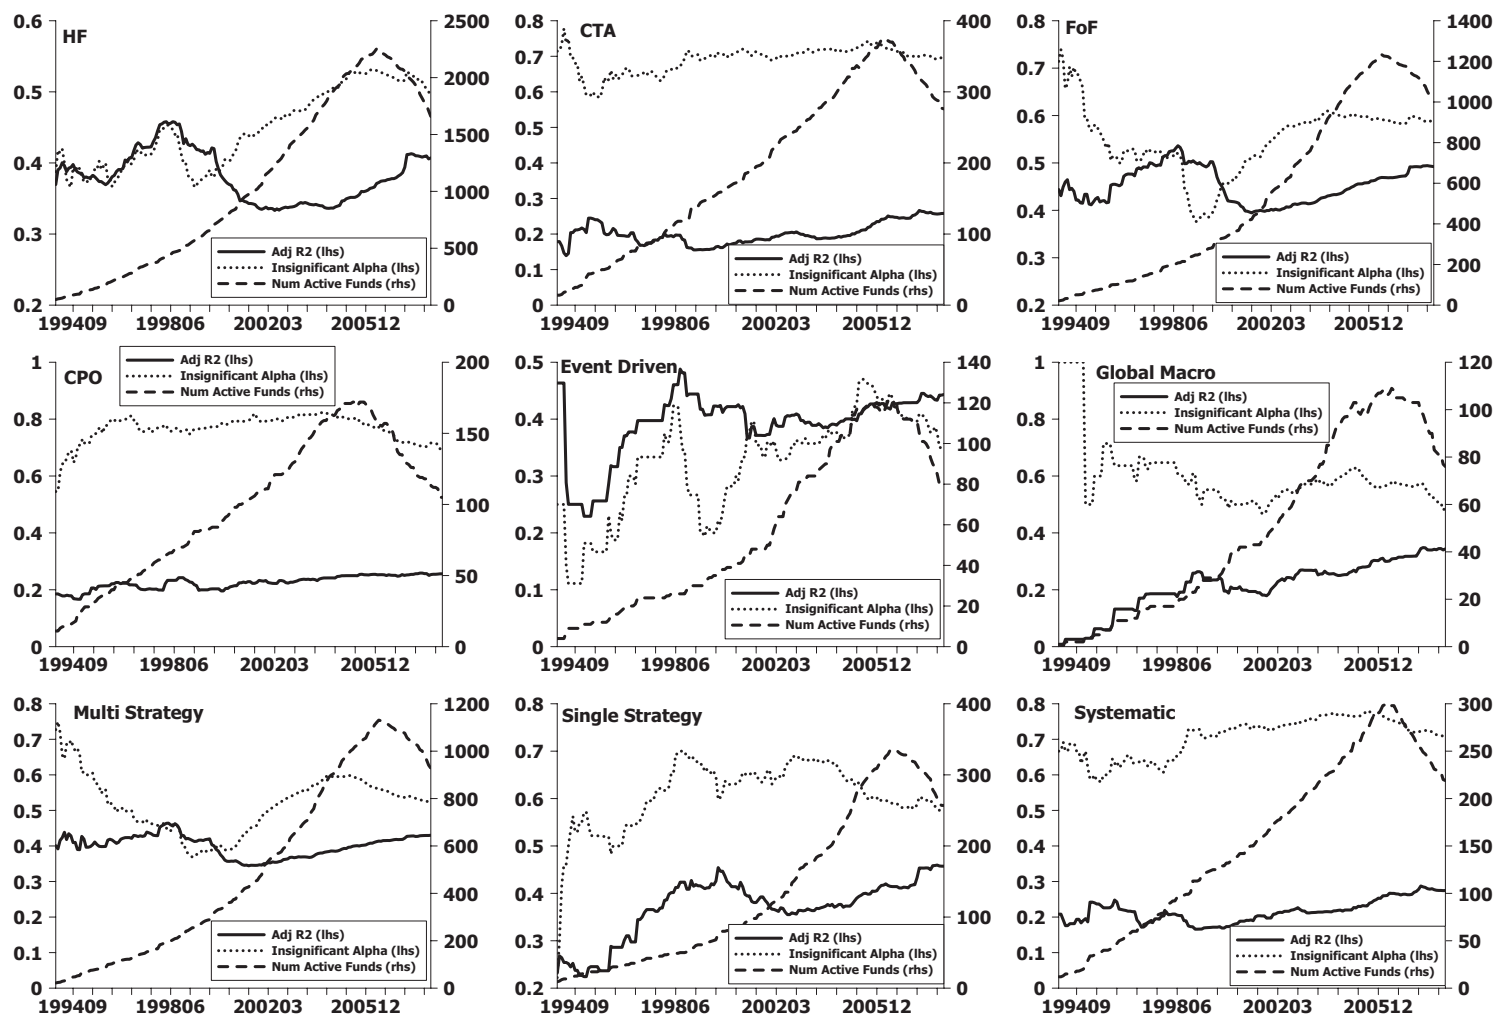 HF
0.6
0.5
0.4
0.3
0.2
2500
2000
1500
1000
500
0
Adj R2 (lhs)
Insignificant Alpha (lhs)
Num Active Funds (rhs)
199409 199806 200203 200512
CTA
0.8
0.7
0.6
0.5
0.4
0.3
0.2
0.1
0
400
300
200
100
0
Adj R2 (lhs)
Insignificant Alpha (lhs)
Num Active Funds (rhs)
199409 199806 200203 200512
FoF
0.8
0.7
0.6
0.5
0.4
0.3
0.2
1400
1200
1000
800
600
400
200
0
Adj R2 (lhs)
Insignificant Alpha (lhs)
Num Active Funds (rhs)
199409 199806 200203 200512
CPO
1
0.8
0.6
0.4
0.2
0
200
150
100
50
0
Adj R2 (lhs)
Insignificant Alpha (lhs)
Num Active Funds (rhs)
199409 199806 200203 200512
Event Driven
0.5
0.4
0.3
0.2
0.1
0
140
120
100
80
60
40
20
0
Adj R2 (lhs)
Insignificant Alpha (lhs)
Num Active Funds (rhs)
199409 199806 200203 200512
Global Macro
1
0.8
0.6
0.4
0.2
0
120
100
80
60
40
20
0
Adj R2 (lhs)
Insignificant Alpha (lhs)
Num Active Funds (rhs)
199409 199806 200203 200512
Multi Strategy
0.8
0.7
0.6
0.5
0.4
0.3
0.2
0.1
0
1200
1000
800
600
400
200
0
Adj R2 (lhs)
Insignificant Alpha (lhs)
Num Active Funds (rhs)
199409 199806 200203 200512
Single Strategy
0.8
0.7
0.6
0.5
0.4
0.3
0.2
400
300
200
100
0
Adj R2 (lhs)
Insignificant Alpha (lhs)
Num Active Funds (rhs)
199409 199806 200203 200512
Systematic
0.8
0.7
0.6
0.5
0.4
0.3
0.2
0.1
0
300
250
200
150
100
50
0
Adj R2 (lhs)
Insignificant Alpha (lhs)
Num Active Funds (rhs)
199409 199806 200203 200512